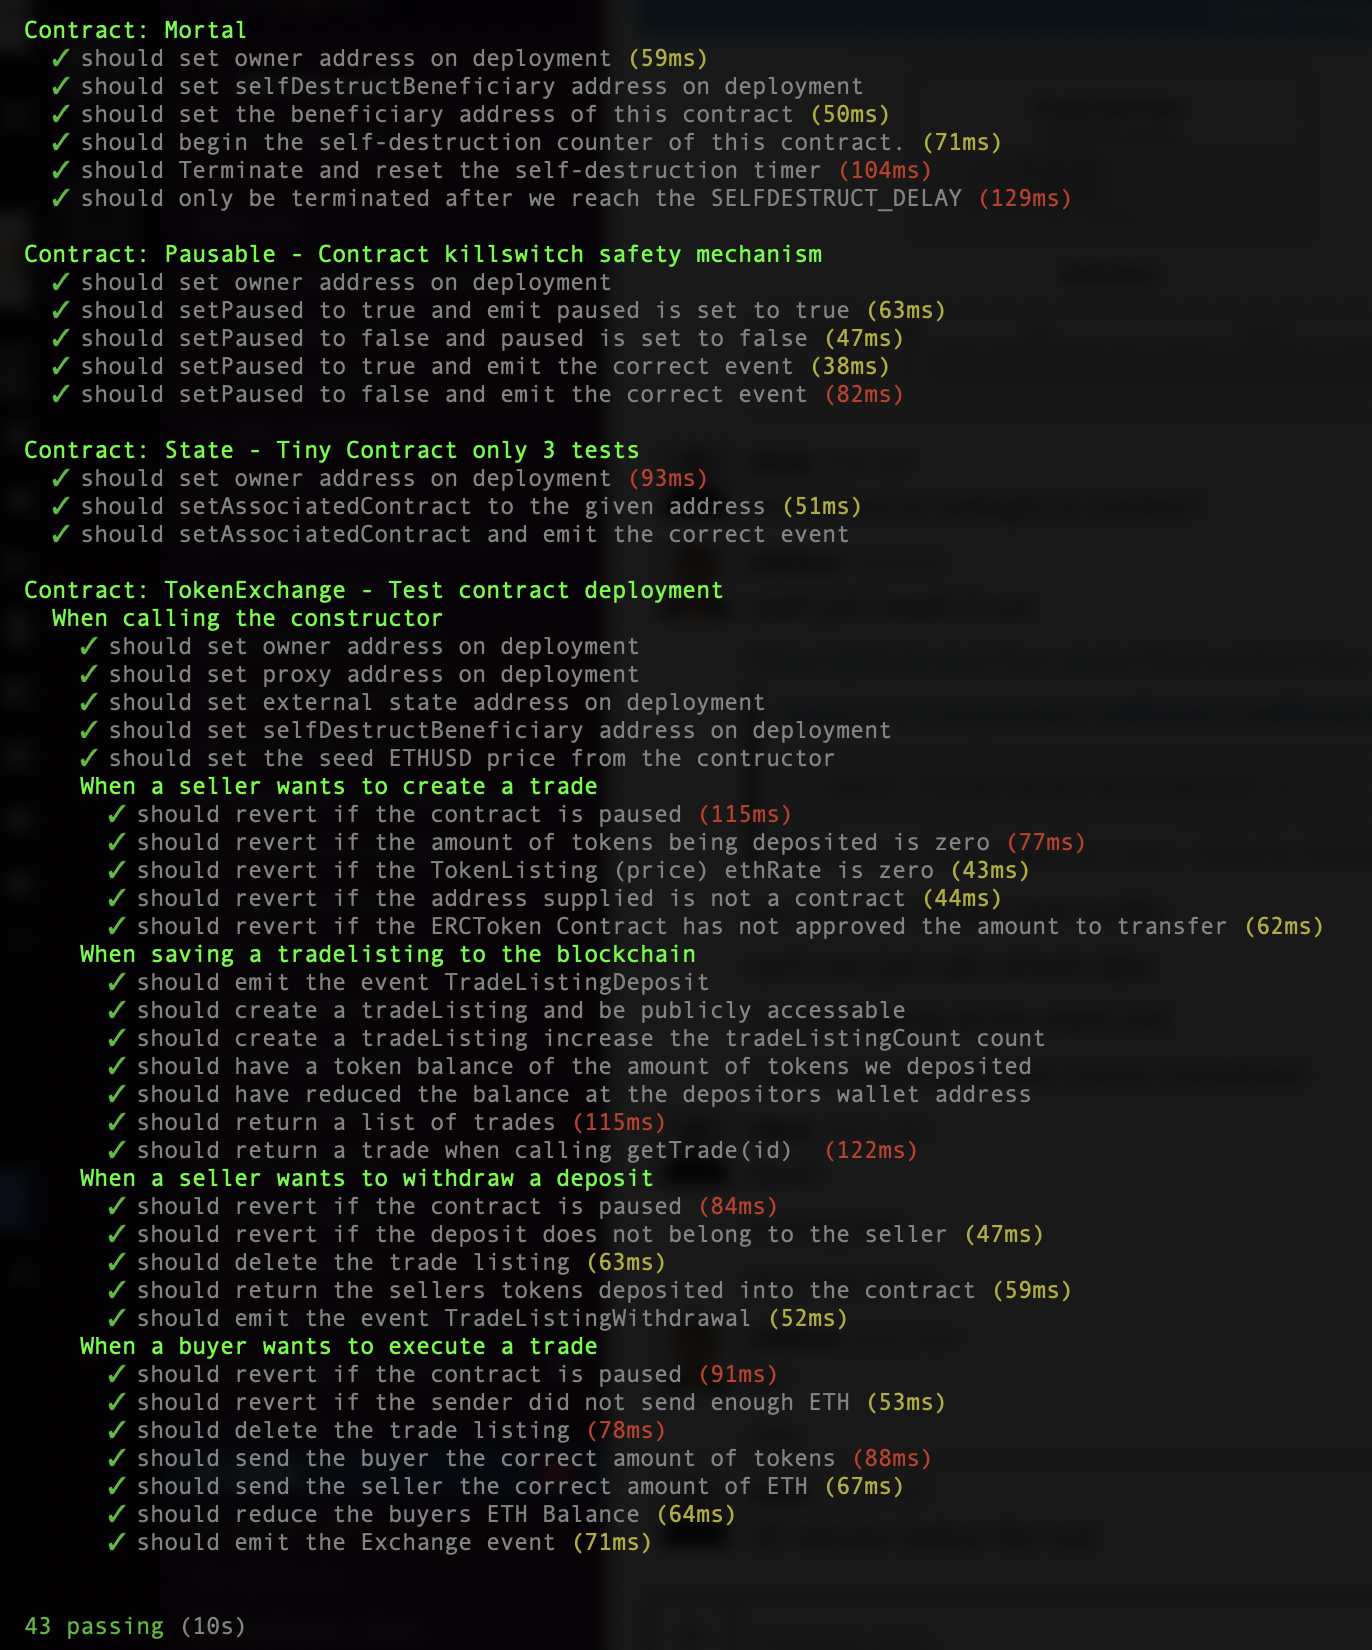 Contract: Mortal
✓ should set owner address on deployment (59ms)
✓ should set selfDestructBeneficiary address on deployment
✓ should set the beneficiary address of this contract (50ms)
✓ should begin the self-destruction counter of this contract. (71ms)
✓ should Terminate and reset the self-destruction timer (104ms)
✓ should only be terminated after we reach the SELFDESTRUCT_DELAY (129ms)
Contract: Pausable - Contract killswitch safety mechanism
✓ should set owner address on deployment
✓ should setPaused to true and emit paused is set to true (63ms)
✓ should setPaused to false and paused is set to false (47ms)
✓ should setPaused to true and emit the correct event (38ms)
✓ should setPaused to false and emit the correct event (82ms)
Contract: State - Tiny Contract only 3 tests
✓ should set owner address on deployment (93ms)
✓ should setAssociatedContract to the given address (51ms)
✓ should setAssociatedContract and emit the correct event
Contract: TokenExchange - Test contract deployment
When calling the constructor
✓ should set owner address on deployment
✓ should set proxy address on deployment
✓ should set external state address on deployment
✓ should set selfDestructBeneficiary address on deployment
✓ should set the seed ETHUSD price from the contructor
When a seller wants to create a trade
✓ should revert if the contract is paused (115ms)
✓ should revert if the amount of tokens being deposited is zero (77ms)
✓ should revert if the TokenListing (price) ethRate is zero (43ms)
✓ should revert if the address supplied is not a contract (44ms)
✓ should revert if the ERCToken Contract has not approved the amount to transfer (62ms)
When saving a tradelisting to the blockchain
✓ should emit the event TradeListingDeposit
✓ should create a tradeListing and be publicly accessable
✓ should create a tradeListing increase the tradeListingCount count
✓ should have a token balance of the amount of tokens we deposited
✓ should have reduced the balance at the depositors wallet address
✓ should return a list of trades (115ms)
✓ should return a trade when calling getTrade(id)  (122ms)
When a seller wants to withdraw a deposit
✓ should revert if the contract is paused (84ms)
✓ should revert if the deposit does not belong to the seller (47ms)
✓ should delete the trade listing (63ms)
✓ should return the sellers tokens deposited into the contract (59ms)
✓ should emit the event TradeListingWithdrawal (52ms)
When a buyer wants to execute a trade
✓ should revert if the contract is paused (91ms)
✓ should revert if the sender did not send enough ETH (53ms)
✓ should delete the trade listing (78ms)
✓ should send the buyer the correct amount of tokens (88ms)
✓ should send the seller the correct amount of ETH (67ms)
✓ should reduce the buyers ETH Balance (64ms)
✓ should emit the Exchange event (71ms)
43 passing (10s)